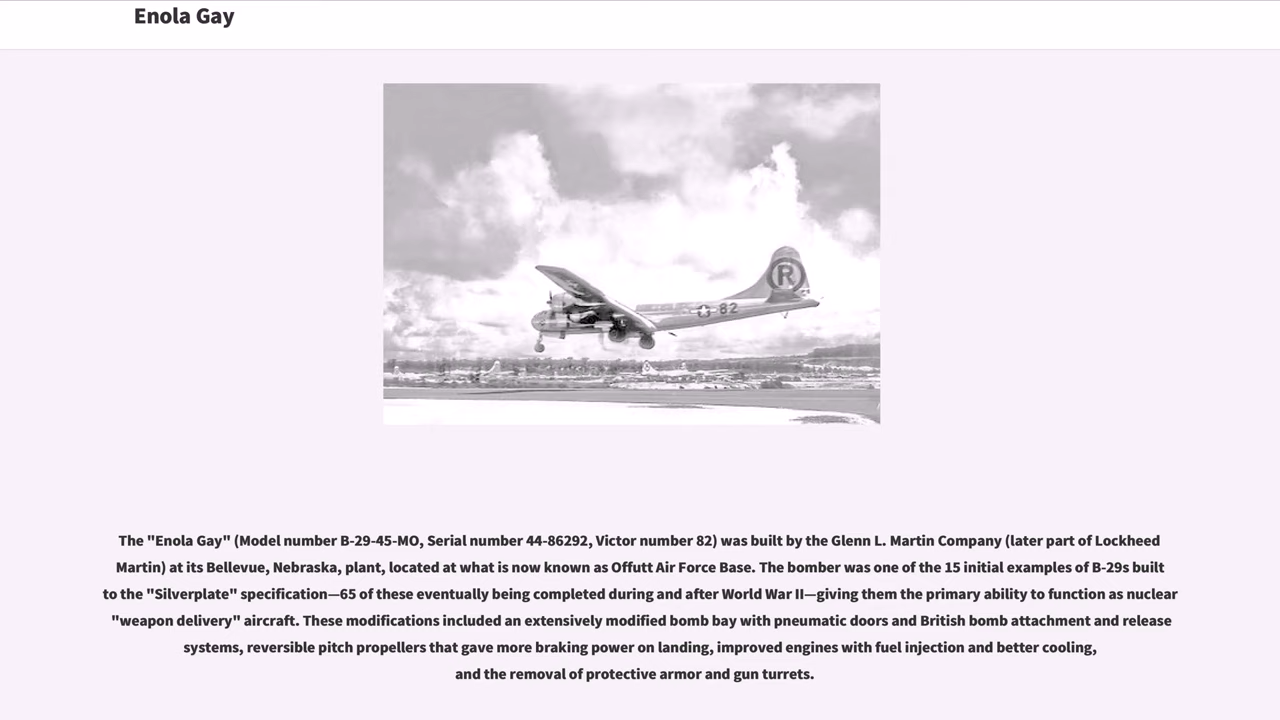 Enola Gay
R
82
The "Enola Gay" (Model number B-29-45-MO, Serial number 44-86292, Victor number 82) was built by the Glenn L. Martin Company (later part of Lockheed
Martin) at its Bellevue, Nebraska, plant, located at what is now known as Offutt Air Force Base. The bomber was one of the 15 initial examples of B-29s built
to the "Silverplate" specification—65 of these eventually being completed during and after World War II—giving them the primary ability to function as nuclear
"weapon delivery" aircraft. These modifications included an extensively modified bomb bay with pneumatic doors and British bomb attachment and release
systems, reversible pitch propellers that gave more braking power on landing, improved engines with fuel injection and better cooling,
and the removal of protective armor and gun turrets.